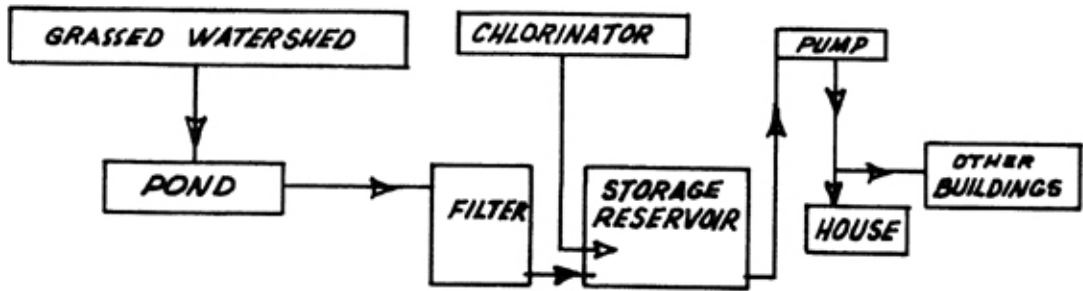 GRASSED WATERSHED
CHLORINATOR
PUMP
POND
FILTER
STORAGE
RESERVOIR
OTHER
BUILDINGS
HOUSE